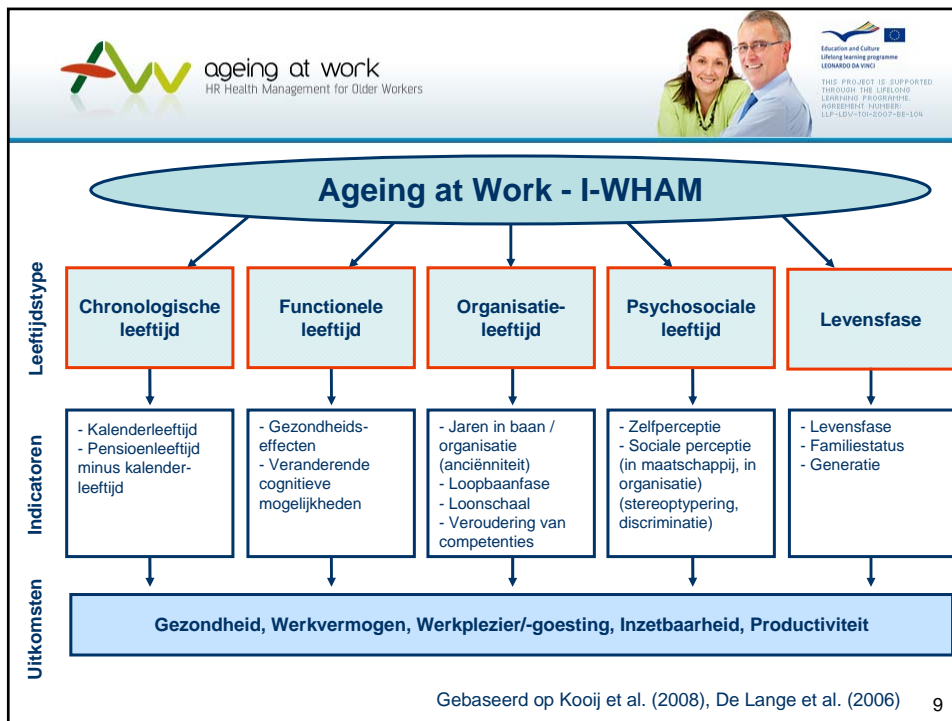 ageing at work
HR Health Management for Older Workers
Education and Culture
Lifelong learning programme
LEONARDO DA VINCI
THIS PROJECT IS SUPPORTED
THROUGH THE LIFELONG
LEARNING PROGRAMME.
AGREEMENT NUMBER:
LLP-LDV-TOI-2007-BE-104
Ageing at Work - I-WHAM
Leeftijdstype
Chronologische
leeftijd
Functionele
leeftijd
Organisatie-
leeftijd
Psychosociale
leeftijd
Levensfase
Indicatoren
- Kalenderleeftijd
- Pensioenleeftijd
minus kalender-
leeftijd
- Gezondheids-
effecten
- Veranderende
cognitieve
mogelijkheden
- Jaren in baan /
organisatie
(anciënniteit)
- Loopbaanfase
- Loonschaal
- Veroudering van
competenties
- Zelfperceptie
- Sociale perceptie
(in maatschappij, in
organisatie)
(stereoptypering,
discriminatie)
- Levensfase
- Familiestatus
- Generatie
Uitkomsten
Gezondheid, Werkvermogen, Werkplezier/-goesting, Inzetbaarheid, Productiviteit
Gebaseerd op Kooij et al. (2008), De Lange et al. (2006)
9